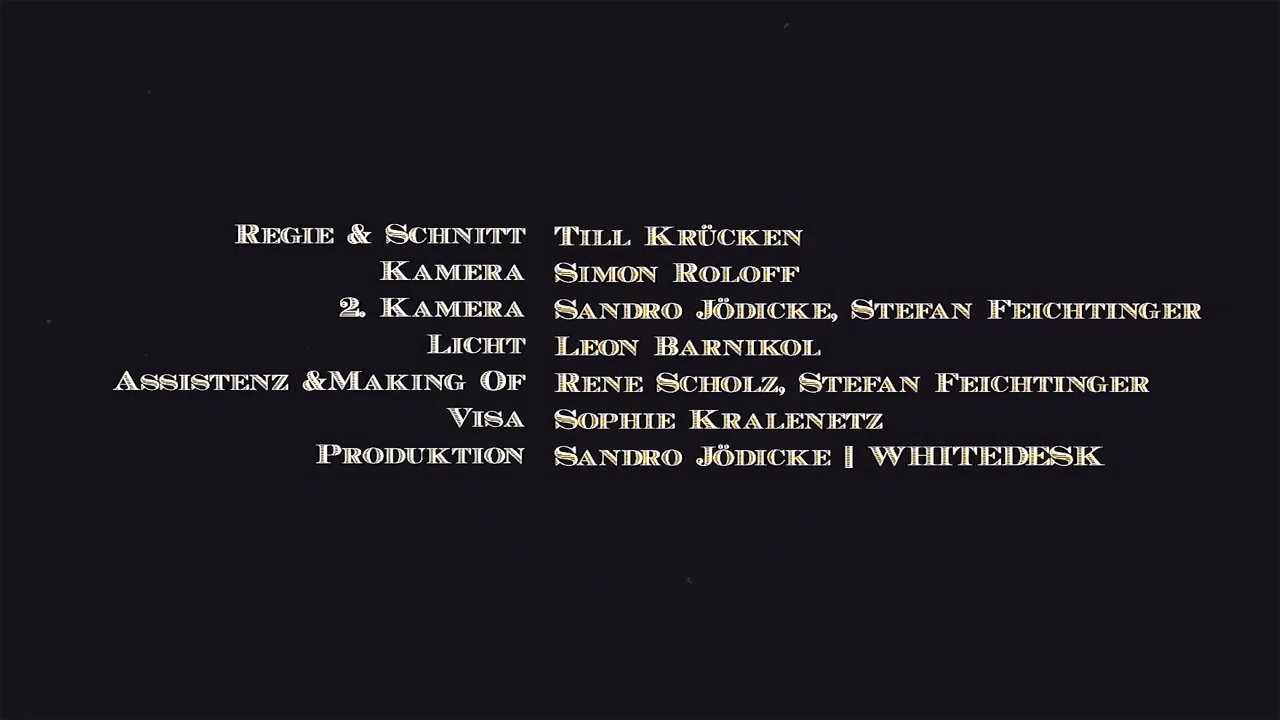 Regie & Schnitt Till Krücken
Kamera Simon Roloff
2. Kamera Sandro Jödicke, Stefan Feichtinger
Licht Leon Barnikol
Assistenz &Making Of Rene Scholz, Stefan Feichtinger
Visa Sophie Kralenetz
Produktion Sandro Jödicke | WHITEDESK